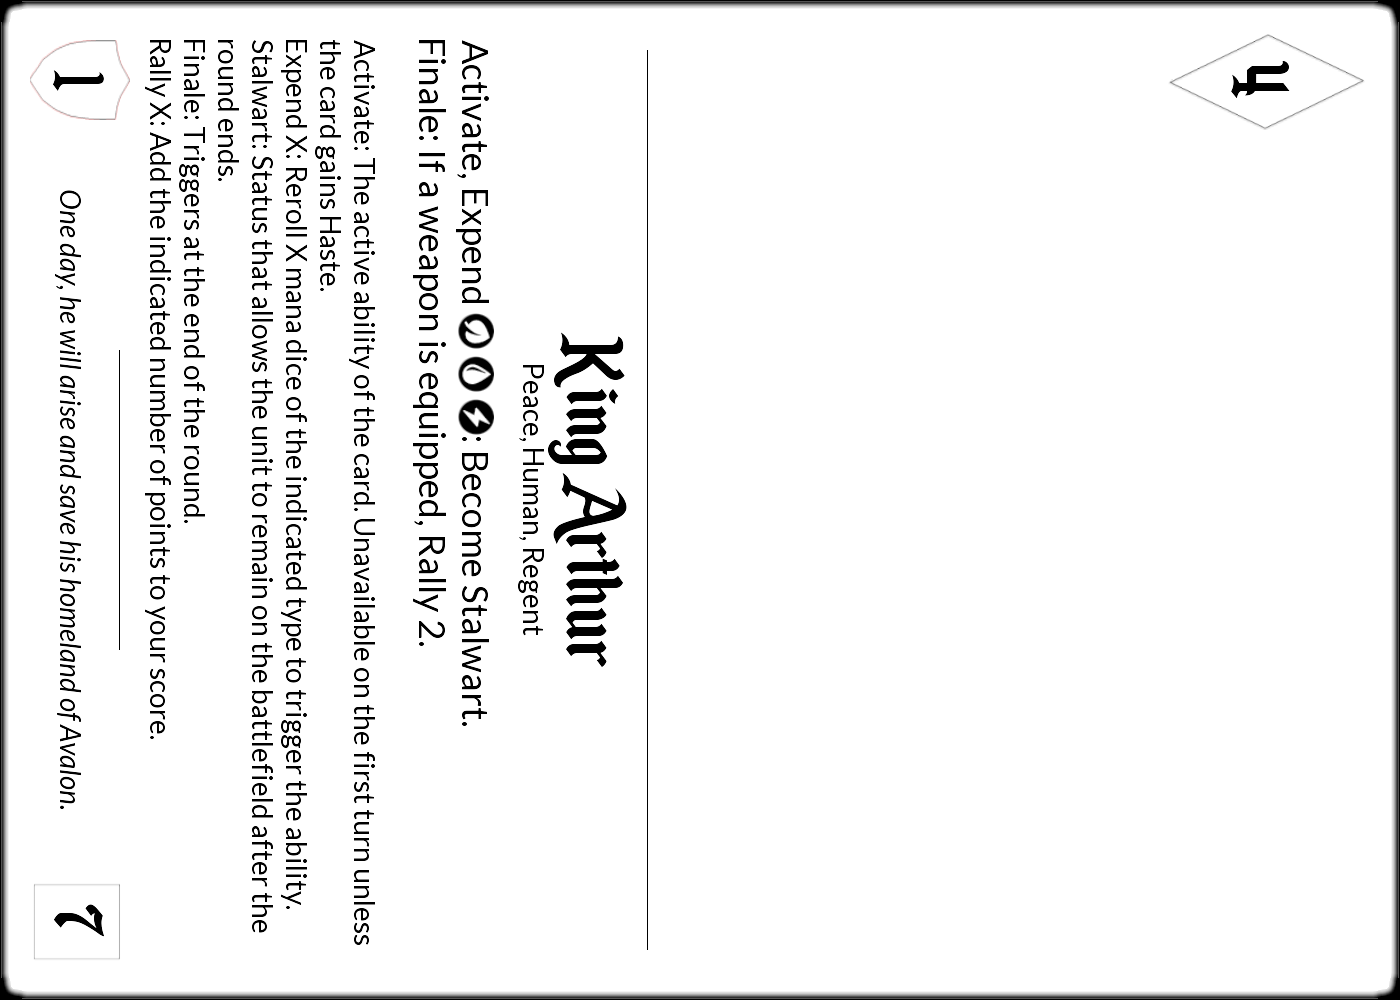 4
King Arthur
Peace, Human, Regent
Activate, Expend : Become Stalwart.
Finale: If a weapon is equipped, Rally 2.
Activate: The active ability of the card. Unavailable on the first turn unless
the card gains Haste.
Expend X: Reroll X mana dice of the indicated type to trigger the ability.
Stalwart: Status that allows the unit to remain on the battlefield after the
round ends.
Finale: Triggers at the end of the round.
Rally X: Add the indicated number of points to your score.
1
One day, he will arise and save his homeland of Avalon.
7